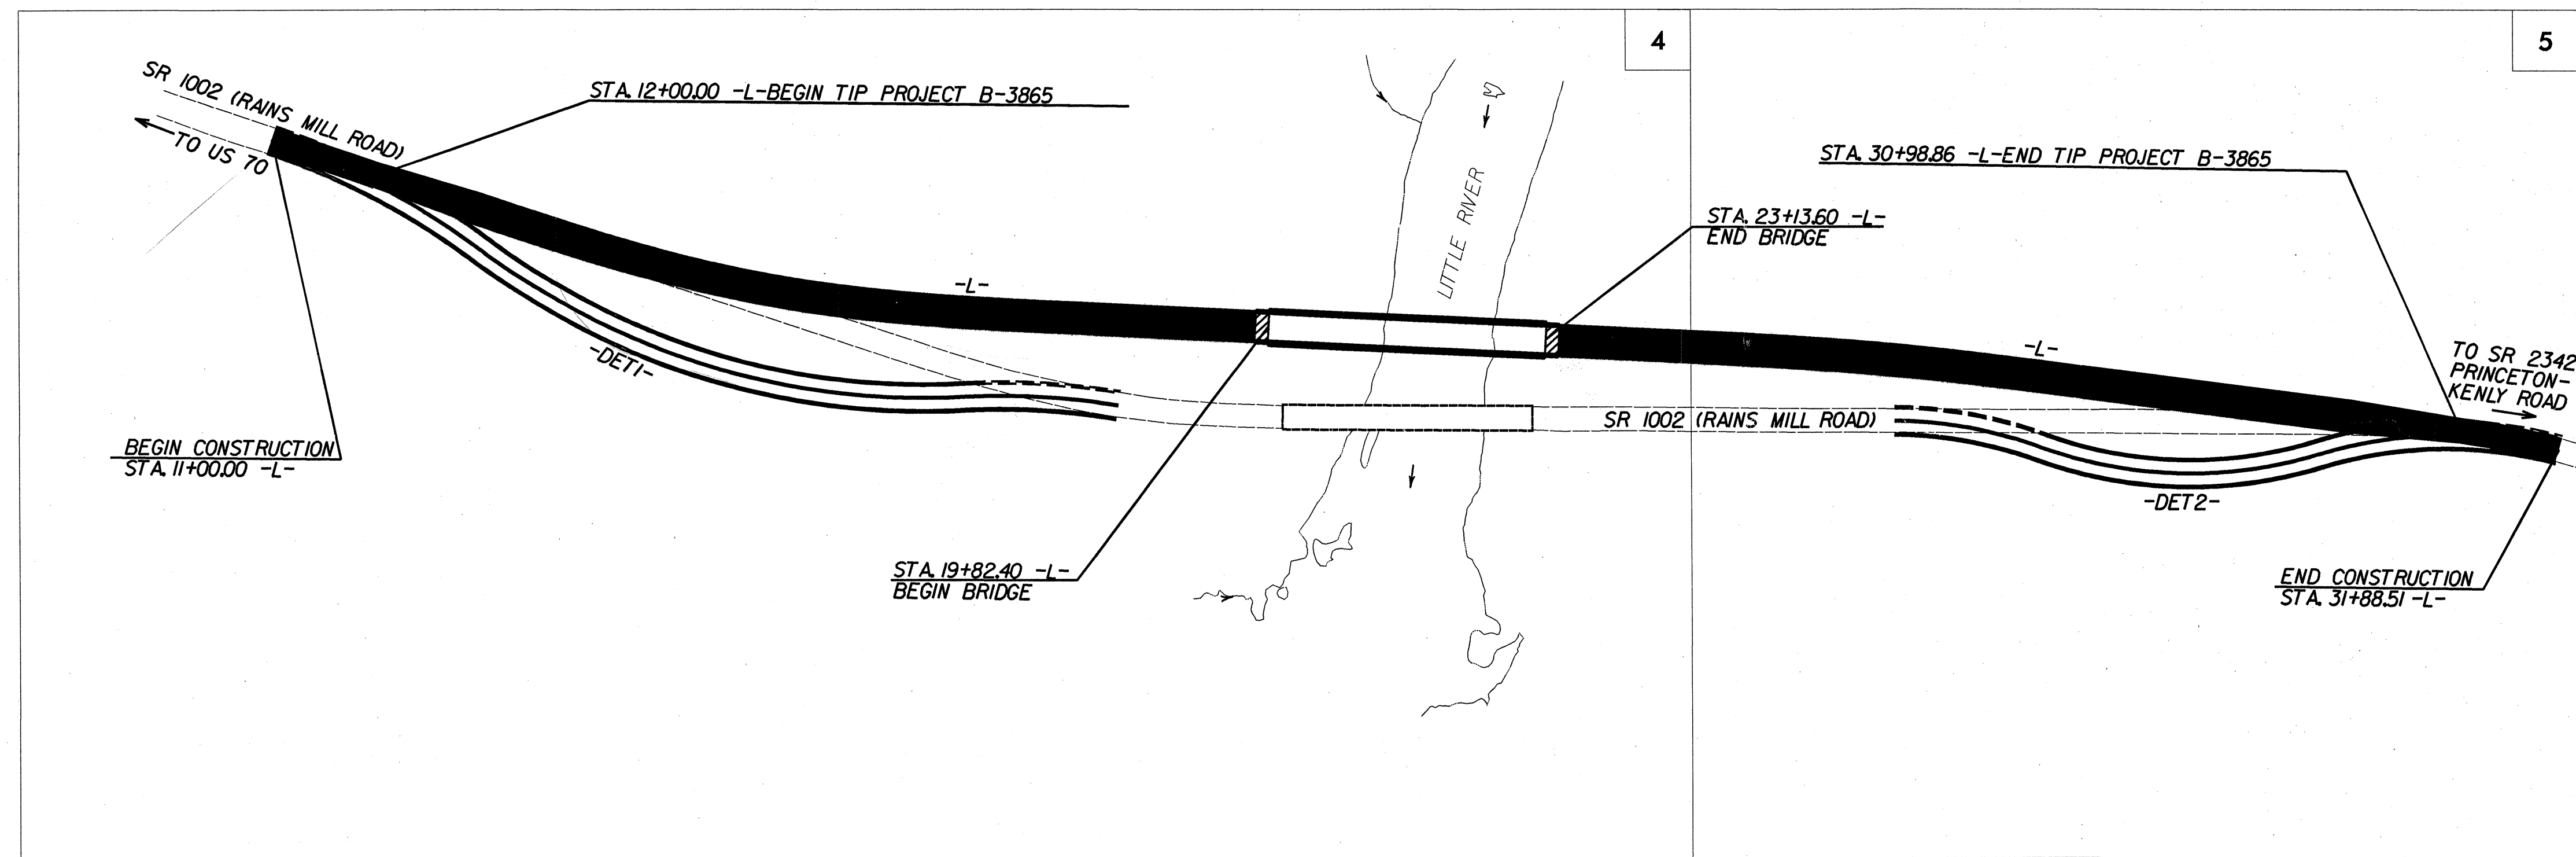 4
5
SR 1002 (RAINS MILL ROAD)
TO US 70
STA. 12+00.00 -L- BEGIN TIP PROJECT B-3865
LITTLE RIVER
STA. 30+98.86 -L- END TIP PROJECT B-3865
STA. 23+13.60 -L-
END BRIDGE
-L-
-L-
TO SR 2342
PRINCETON-
KENLY ROAD
-DET1-
SR 1002 (RAINS MILL ROAD)
BEGIN CONSTRUCTION
STA. 11+00.00 -L-
-DET2-
STA. 19+82.40 -L-
BEGIN BRIDGE
END CONSTRUCTION
STA. 31+88.51 -L-